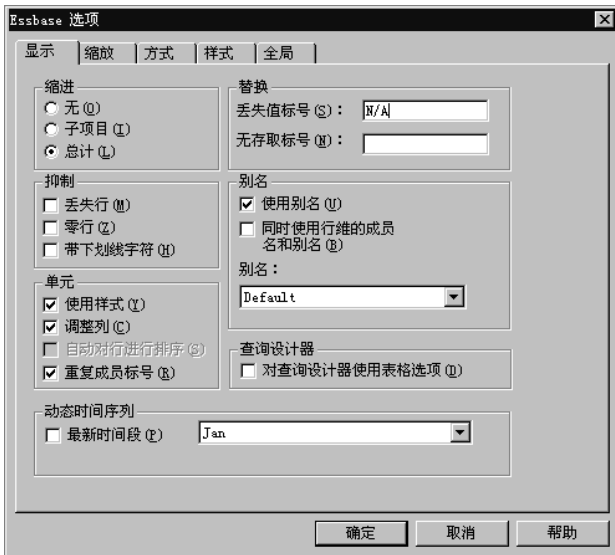 Essbase 选项
显示 缩放 方式 样式 全局
缩进
无(O)
子项目(I)
总计(L)
替换
丢失值标号(S)： N/A
无存取标号(N)：
抑制
丢失行(M)
零行(Z)
带下划线字符(H)
别名
使用别名(U)
同时使用行维的成员
名和别名(B)
别名：
Default
单元
使用样式(Y)
调整列(C)
自动对行进行排序(S)
重复成员标号(R)
查询设计器
对查询设计器使用表格选项(D)
动态时间序列
最新时间段(P) Jan
确定 取消 帮助